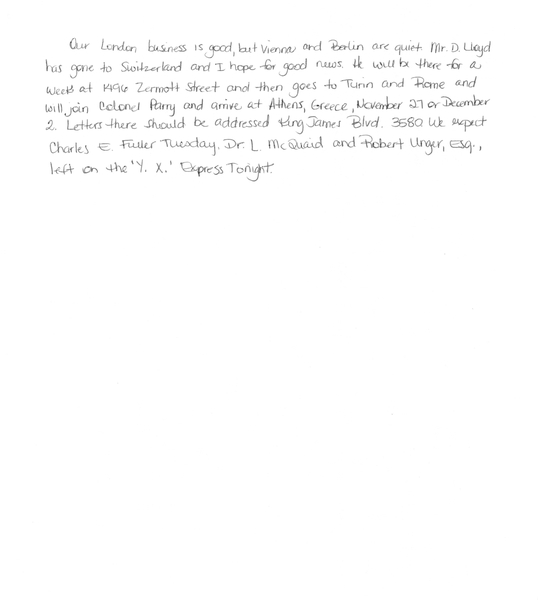 Our London business is good, but Vienna and Berlin are quiet. Mr. D. Lloyd
has gone to Switzerland and I hope for good news. He will be there for a
week at 1496 Zermott Street and then goes to Turin and Rome and
will join Colonel Parry and arrive at Athens, Greece, November 27 or December
2. Letters there should be addressed King James Blvd. 3580 We expect
Charles E. Fuller Tuesday. Dr. L. McQuaid and Robert Unger, Esq.,
left on the 'Y. X.' Express Tonight.